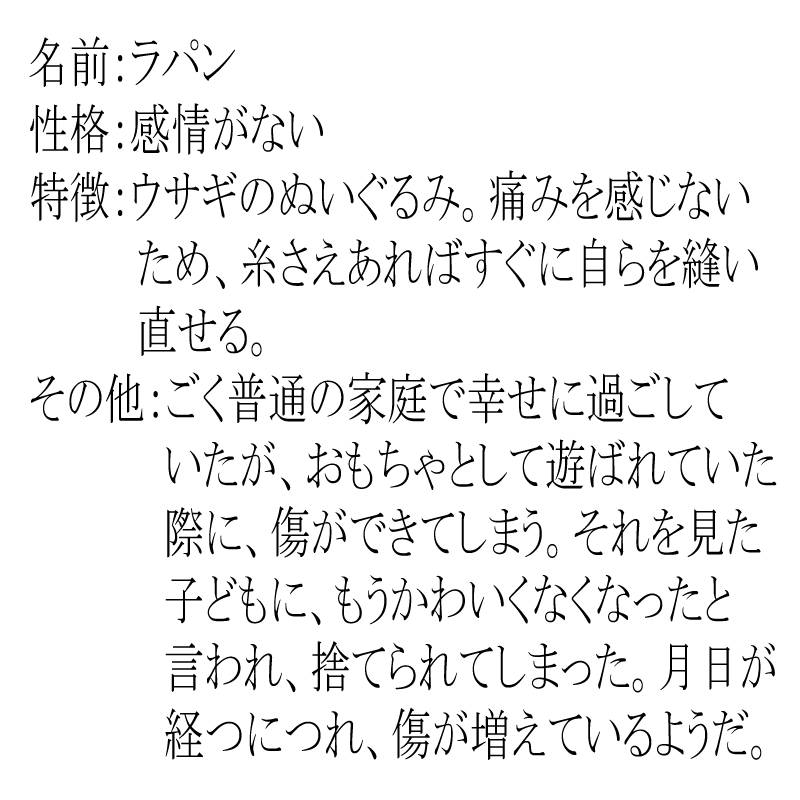 名前:ラパン
性格:感情がない
特徴:ウサギのぬいぐるみ。痛みを感じない
ため、糸さえあればすぐに自らを縫い
直せる。
その他:ごく普通の家庭で幸せに過ごして
いたが、おもちゃとして遊ばれていた
際に、傷ができてしまう。それを見た
子どもに、もうかわいくなくなったと
言われ、捨てられてしまった。月日が
経つにつれ、傷が増えているようだ。